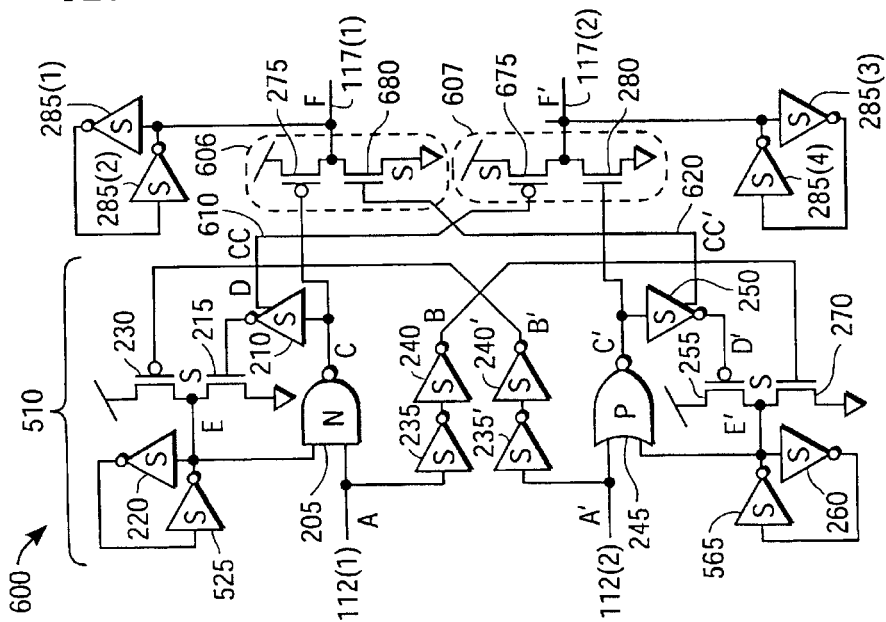 600
510
220
S
525
S
E
230
S
215
D
210
S
C
N
205
CC
610
285(1)
S
285(2)
S
606
275
F
117(1)
680
S
112(1)
A
235
S
240
S
B
235'
S
240'
S
B'
607
675
F'
117(2)
280
620
CC'
112(2)
A'
245
P
C'
250
S
D'
255
S
E'
270
565
S
260
S
285(4)
S
285(3)
S